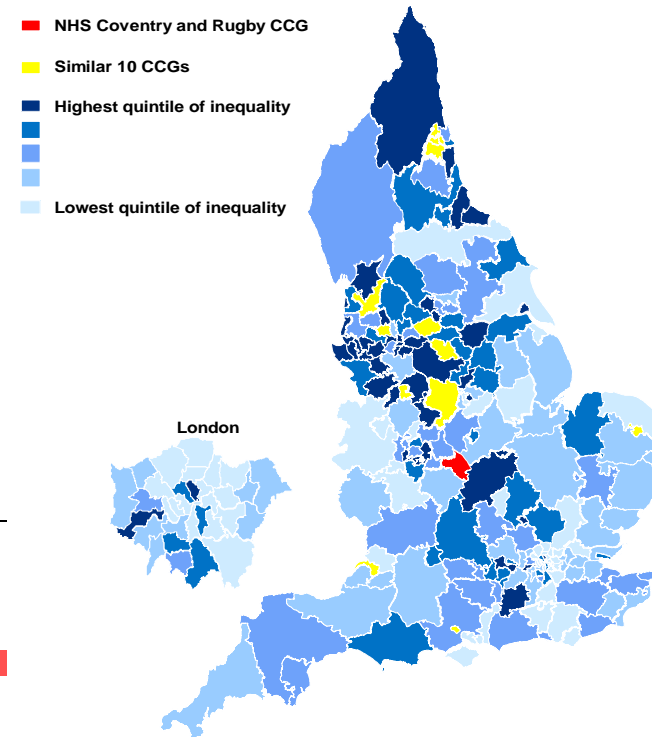 NHS Coventry and Rugby CCG
Similar 10 CCGs
Highest quintile of inequality
Lowest quintile of inequality
London